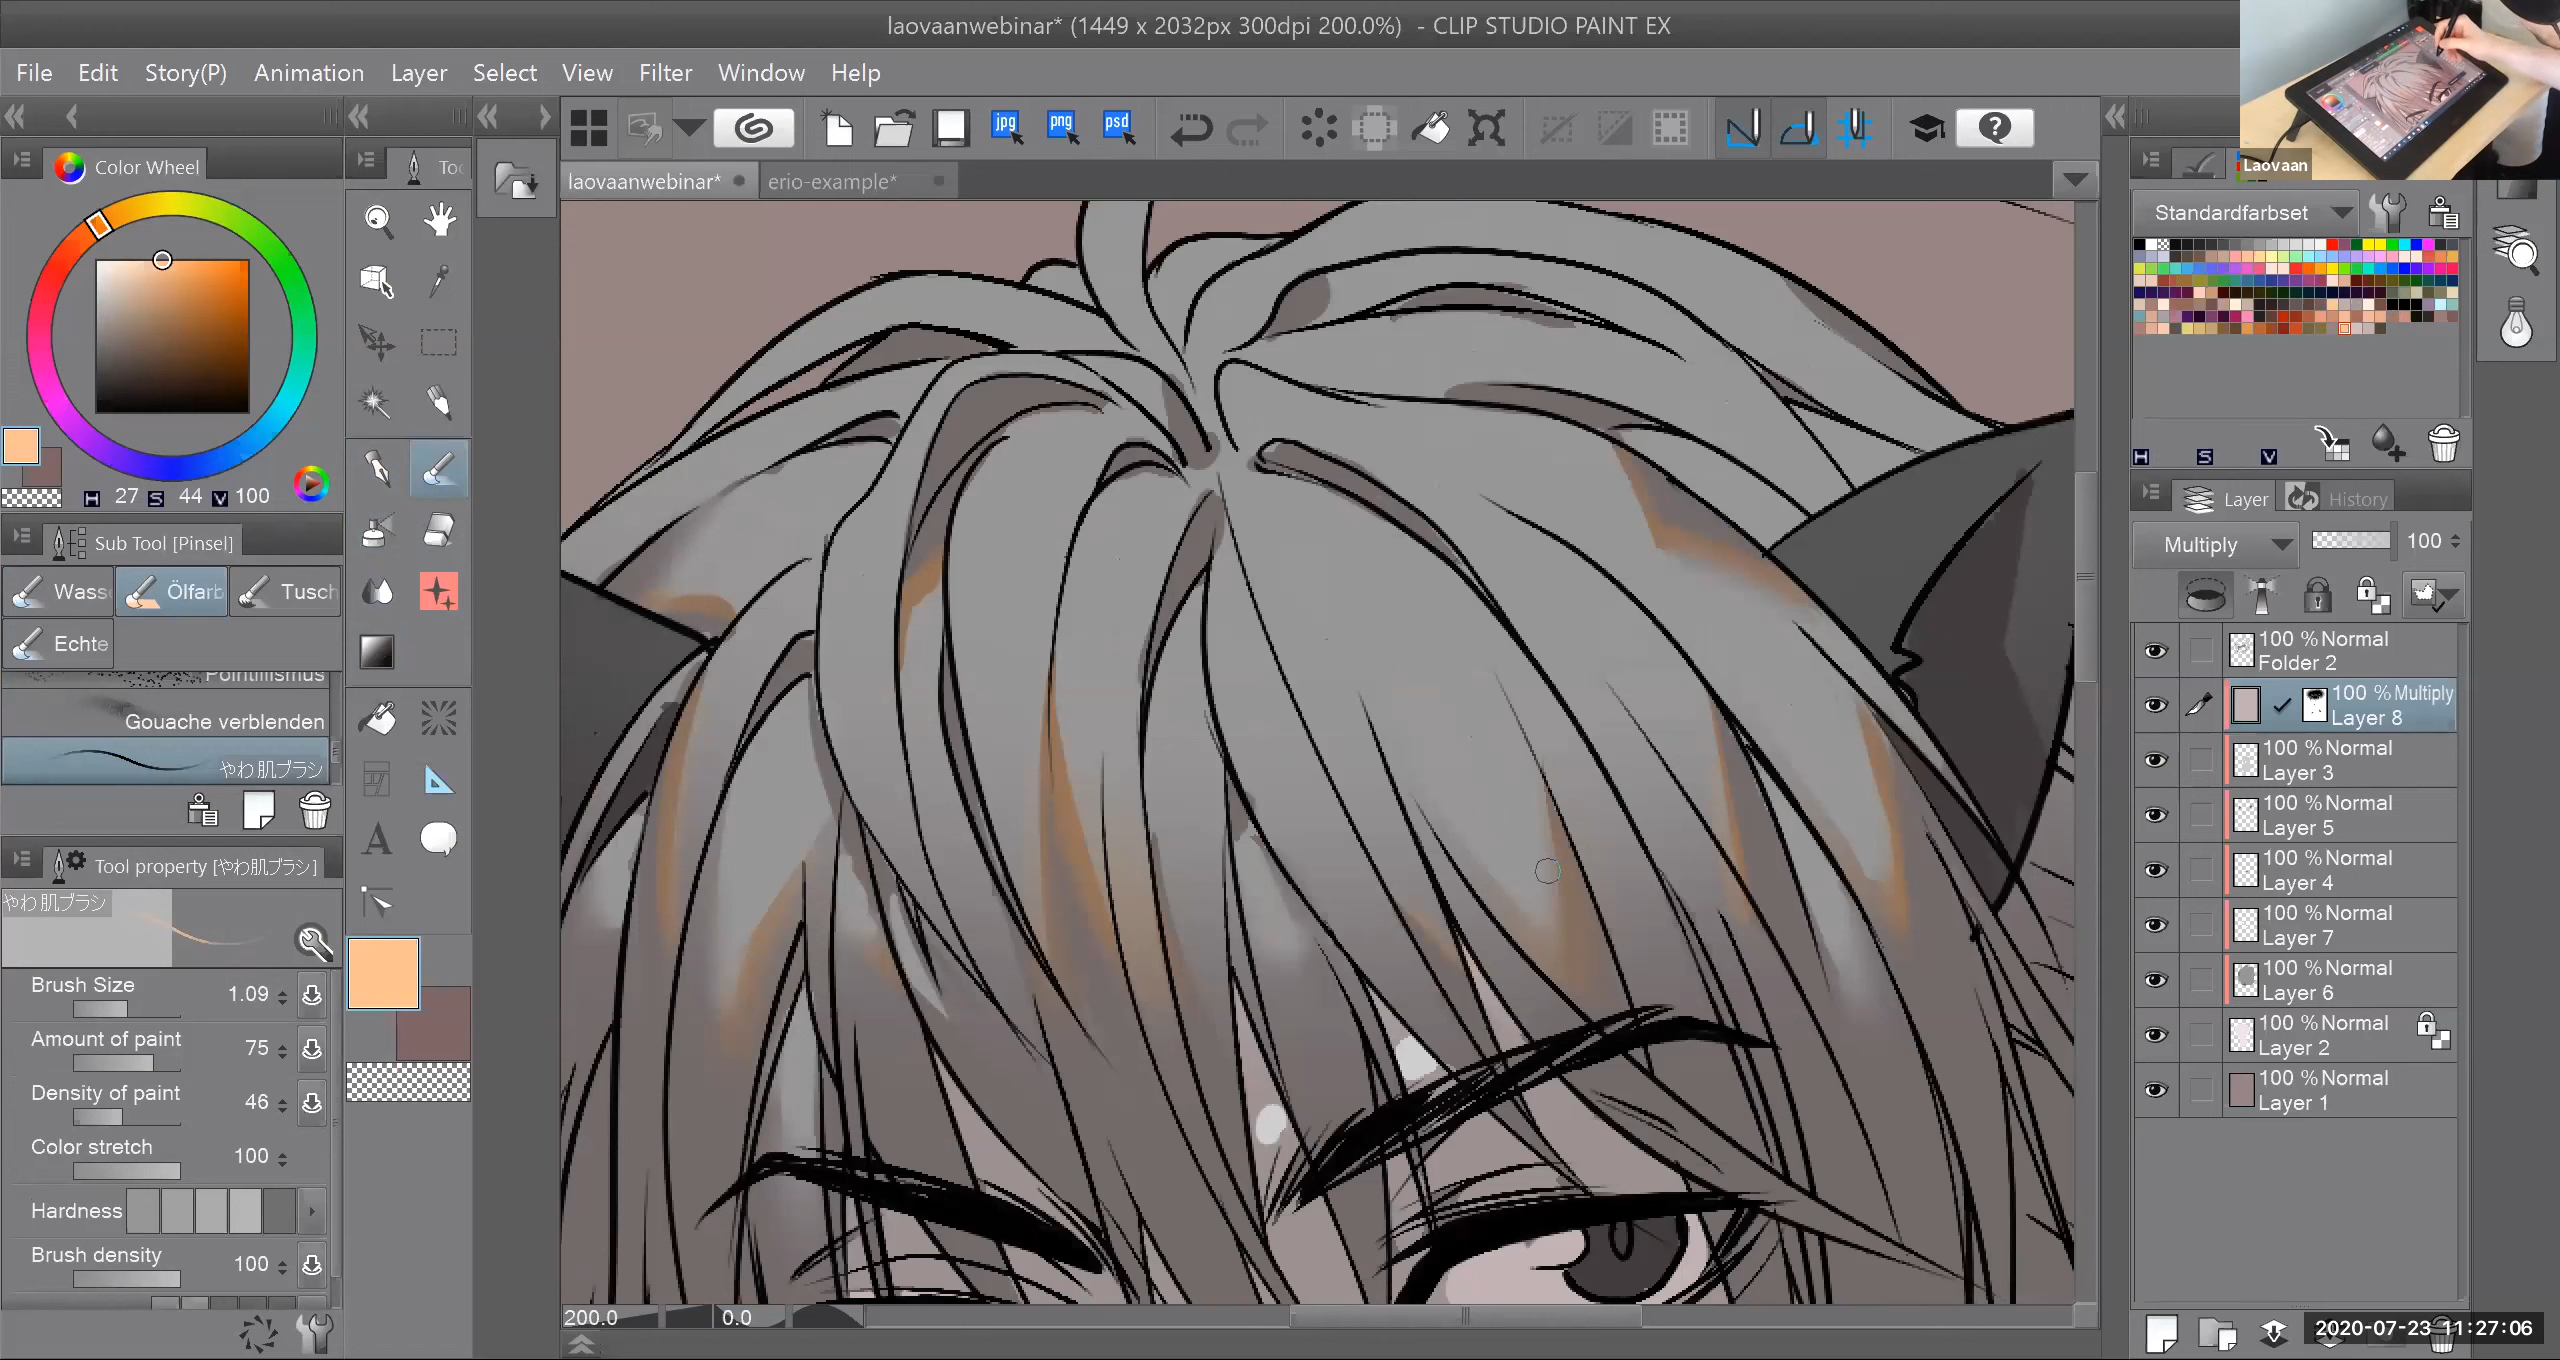 laovaanwebinar* (1449 x 2032px 300dpi 200.0%) - CLIP STUDIO PAINT EX
File Edit Story(P) Animation Layer Select View Filter Window Help
jpg png psd
Laovaan
Color Wheel
Too
laovaanwebinar* erio-example*
Standardfarbset
H 27 S 44 V 100
H S V
Layer History
Sub Tool [Pinsel]
Wass Ölfarb Tusch
Echte
Multiply 100
Pointillismus
Gouache verblenden
やわ肌ブラシ
Tool property [やわ肌ブラシ]
やわ肌ブラシ
Brush Size 1.09
Amount of paint 75
Density of paint 46
Color stretch 100
Hardness
Brush density 100
100 %Normal
Folder 2
100 %Multiply
Layer 8
100 %Normal
Layer 3
100 %Normal
Layer 5
100 %Normal
Layer 4
100 %Normal
Layer 7
100 %Normal
Layer 6
100 %Normal
Layer 2
100 %Normal
Layer 1
200.0 0.0
2020-07-23 11:27:06